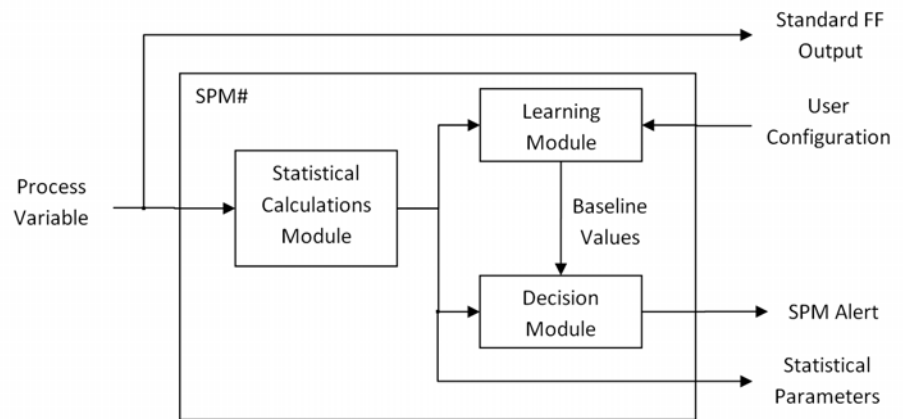 Standard FF
Output
SPM#
Learning
Module
User
Configuration
Statistical
Calculations
Module
Process
Variable
Baseline
Values
Decision
Module
SPM Alert
Statistical
Parameters